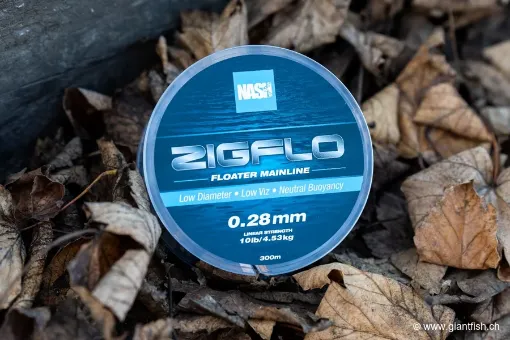 NASH
ZIGFLO
FLOATER MAINLINE
Low Diameter • Low Viz • Neutral Buoyancy
0.28mm
LINEAR STRENGTH
10lb/4.53kg
300m
© www.giantfish.ch